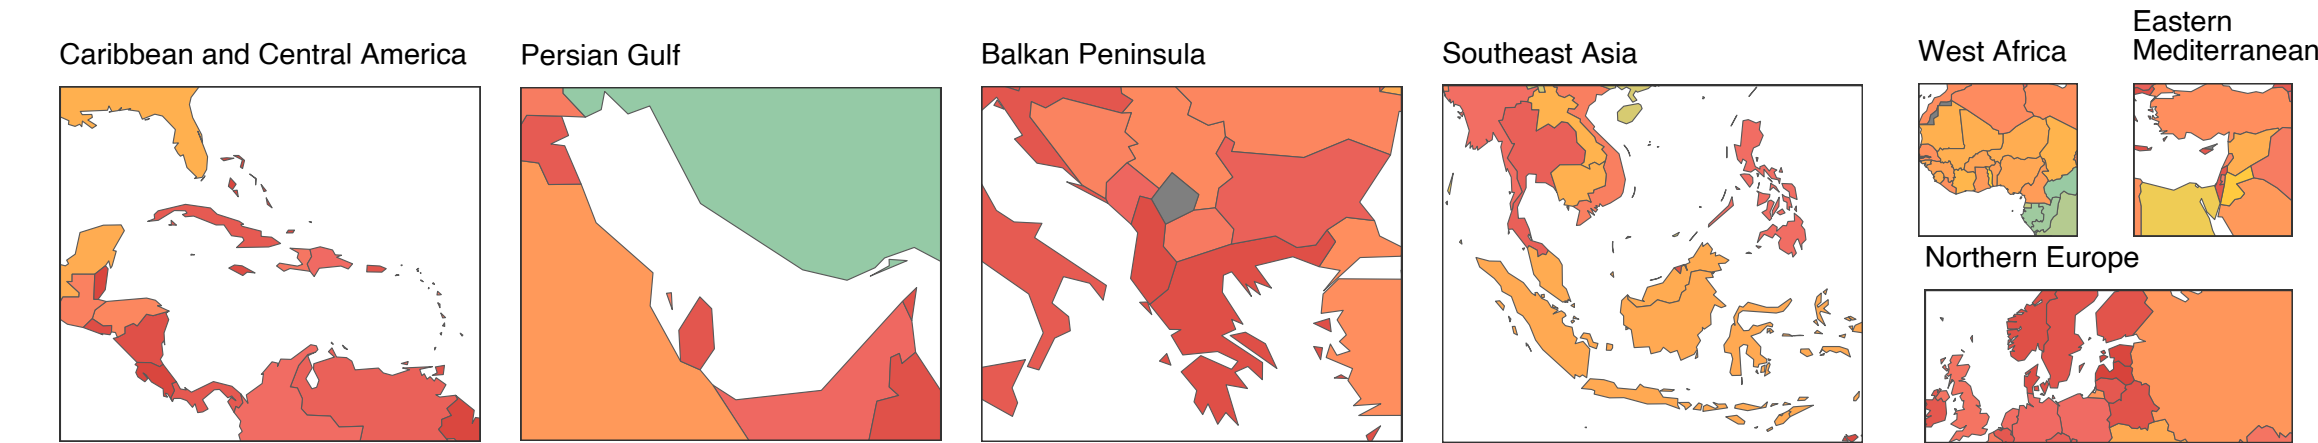 Caribbean and Central America
Persian Gulf
Balkan Peninsula
Southeast Asia
West Africa
Eastern
Mediterranean
Northern Europe